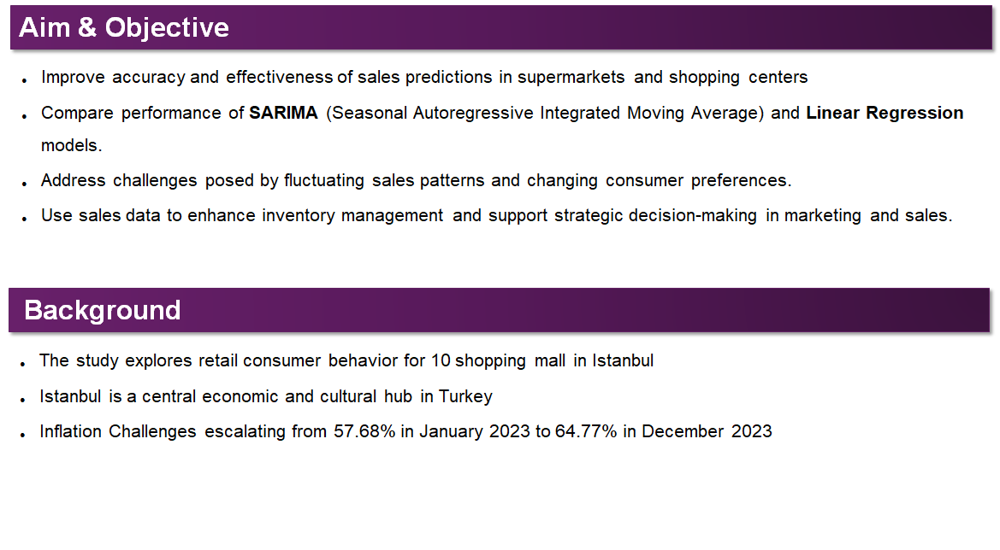 Aim & Objective
• Improve accuracy and effectiveness of sales predictions in supermarkets and shopping centers
• Compare performance of SARIMA (Seasonal Autoregressive Integrated Moving Average) and Linear Regression
models.
• Address challenges posed by fluctuating sales patterns and changing consumer preferences.
• Use sales data to enhance inventory management and support strategic decision-making in marketing and sales.
Background
• The study explores retail consumer behavior for 10 shopping mall in Istanbul
• Istanbul is a central economic and cultural hub in Turkey
• Inflation Challenges escalating from 57.68% in January 2023 to 64.77% in December 2023